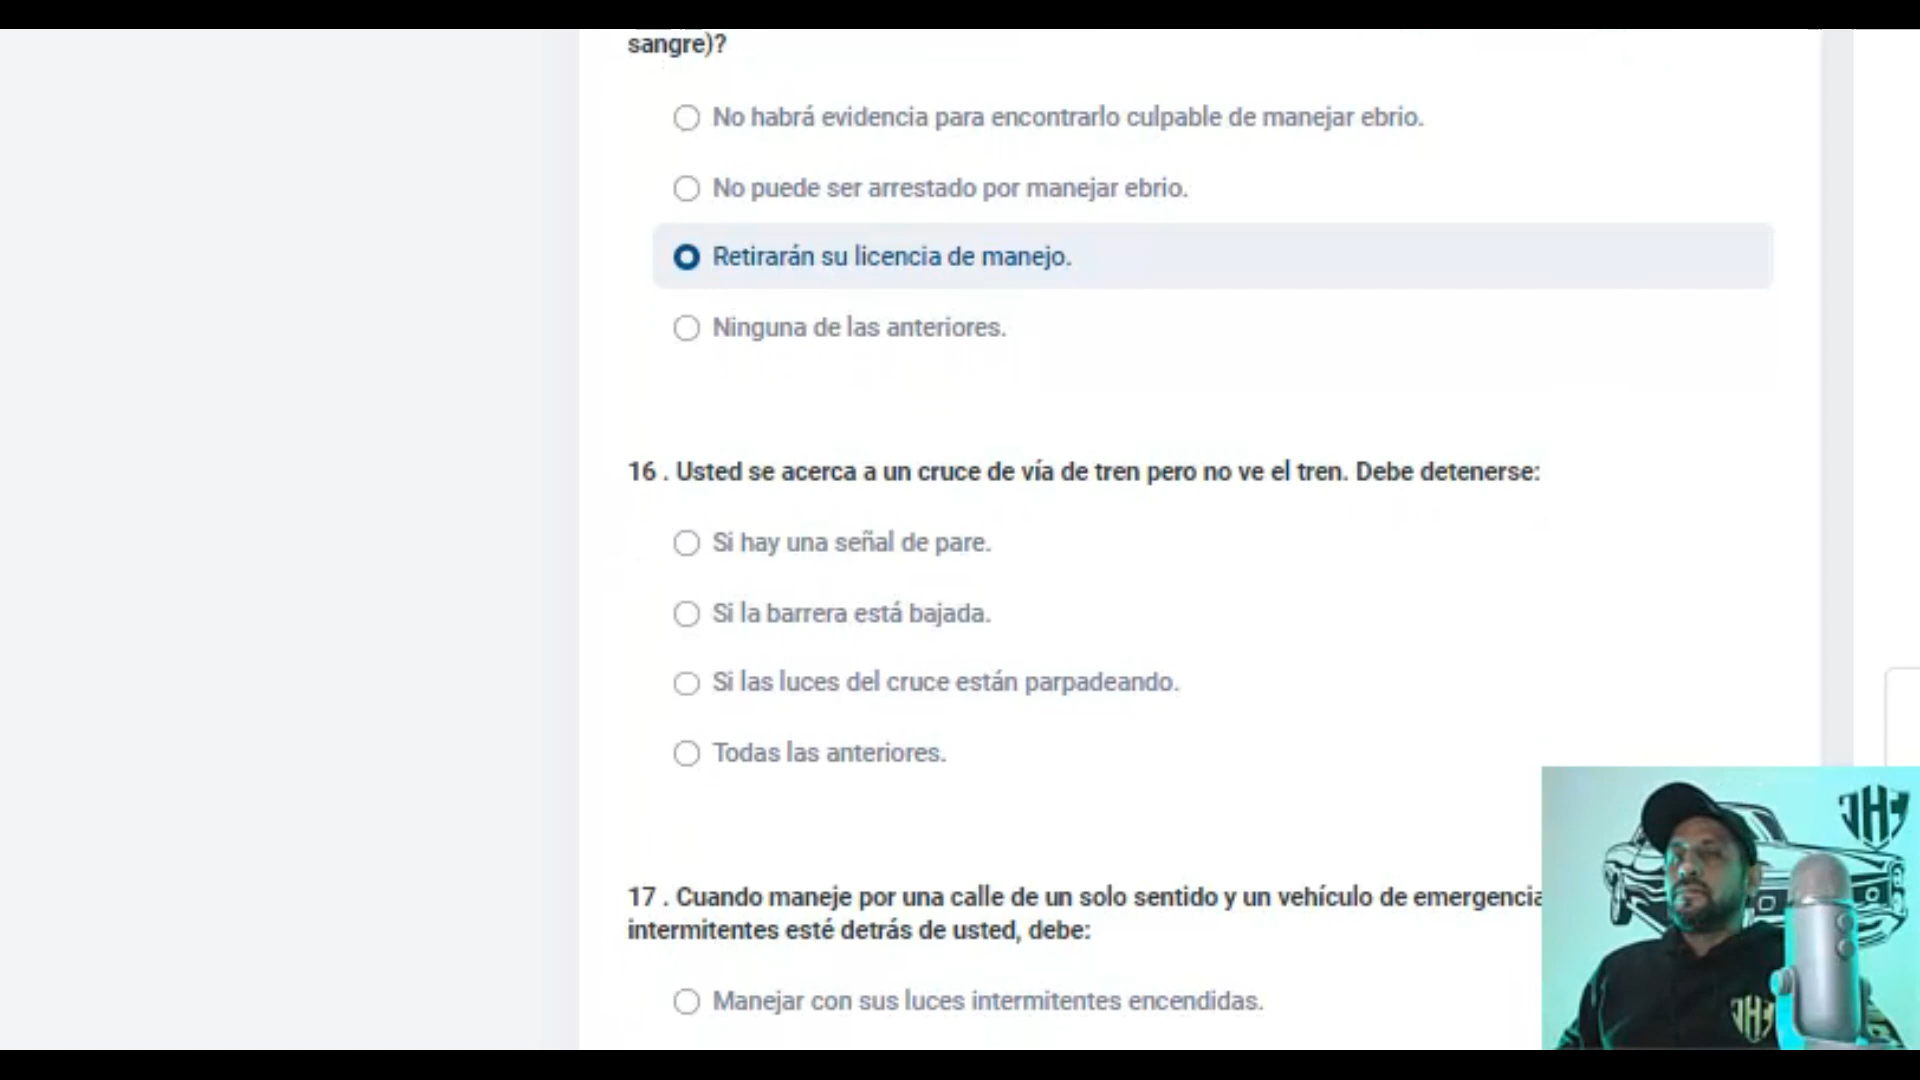 sangre)?
No habrá evidencia para encontrarlo culpable de manejar ebrio.
No puede ser arrestado por manejar ebrio.
Retirarán su licencia de manejo.
Ninguna de las anteriores.
16 . Usted se acerca a un cruce de vía de tren pero no ve el tren. Debe detenerse:
Si hay una señal de pare.
Si la barrera está bajada.
Si las luces del cruce están parpadeando.
Todas las anteriores.
17 . Cuando maneje por una calle de un solo sentido y un vehículo de emergencia
intermitentes esté detrás de usted, debe:
Manejar con sus luces intermitentes encendidas.